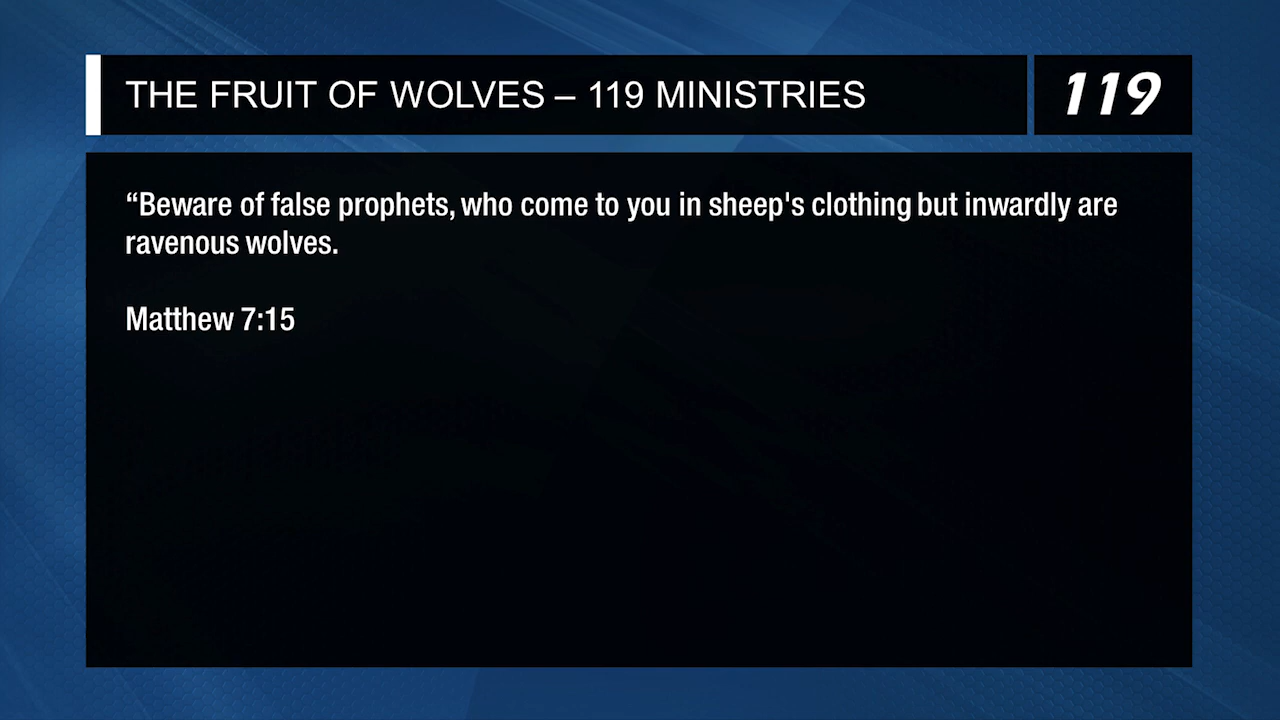 THE FRUIT OF WOLVES – 119 MINISTRIES
119
“Beware of false prophets, who come to you in sheep's clothing but inwardly are
ravenous wolves.
Matthew 7:15